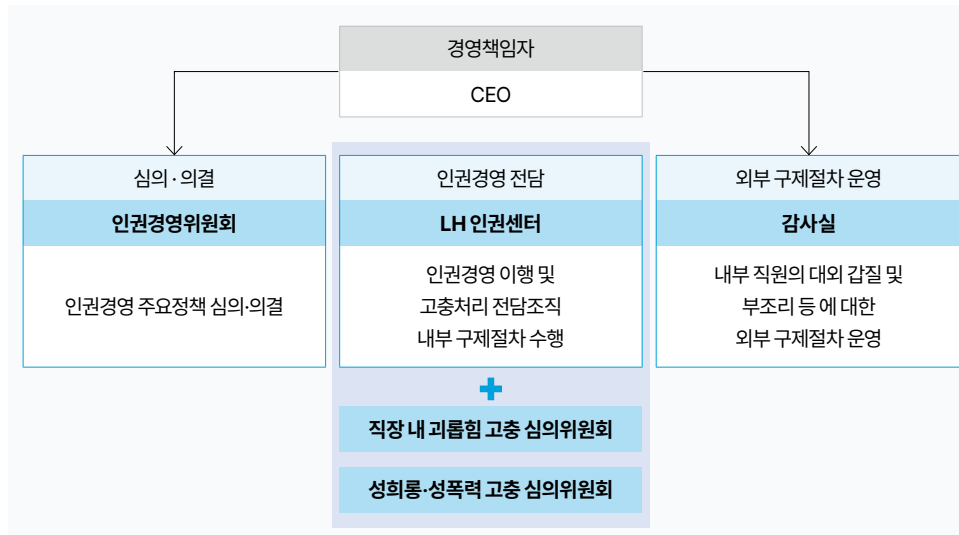 경영책임자
CEO
심의 · 의결
인권경영위원회
인권경영 주요정책 심의·의결
인권경영 전담
LH 인권센터
인권경영 이행 및
고충처리 전담조직
내부 구제절차 수행
외부 구제절차 운영
감사실
내부 직원의 대외 갑질 및
부조리 등 에 대한
외부 구제절차 운영
+
직장 내 괴롭힘 고충 심의위원회
성희롱·성폭력 고충 심의위원회